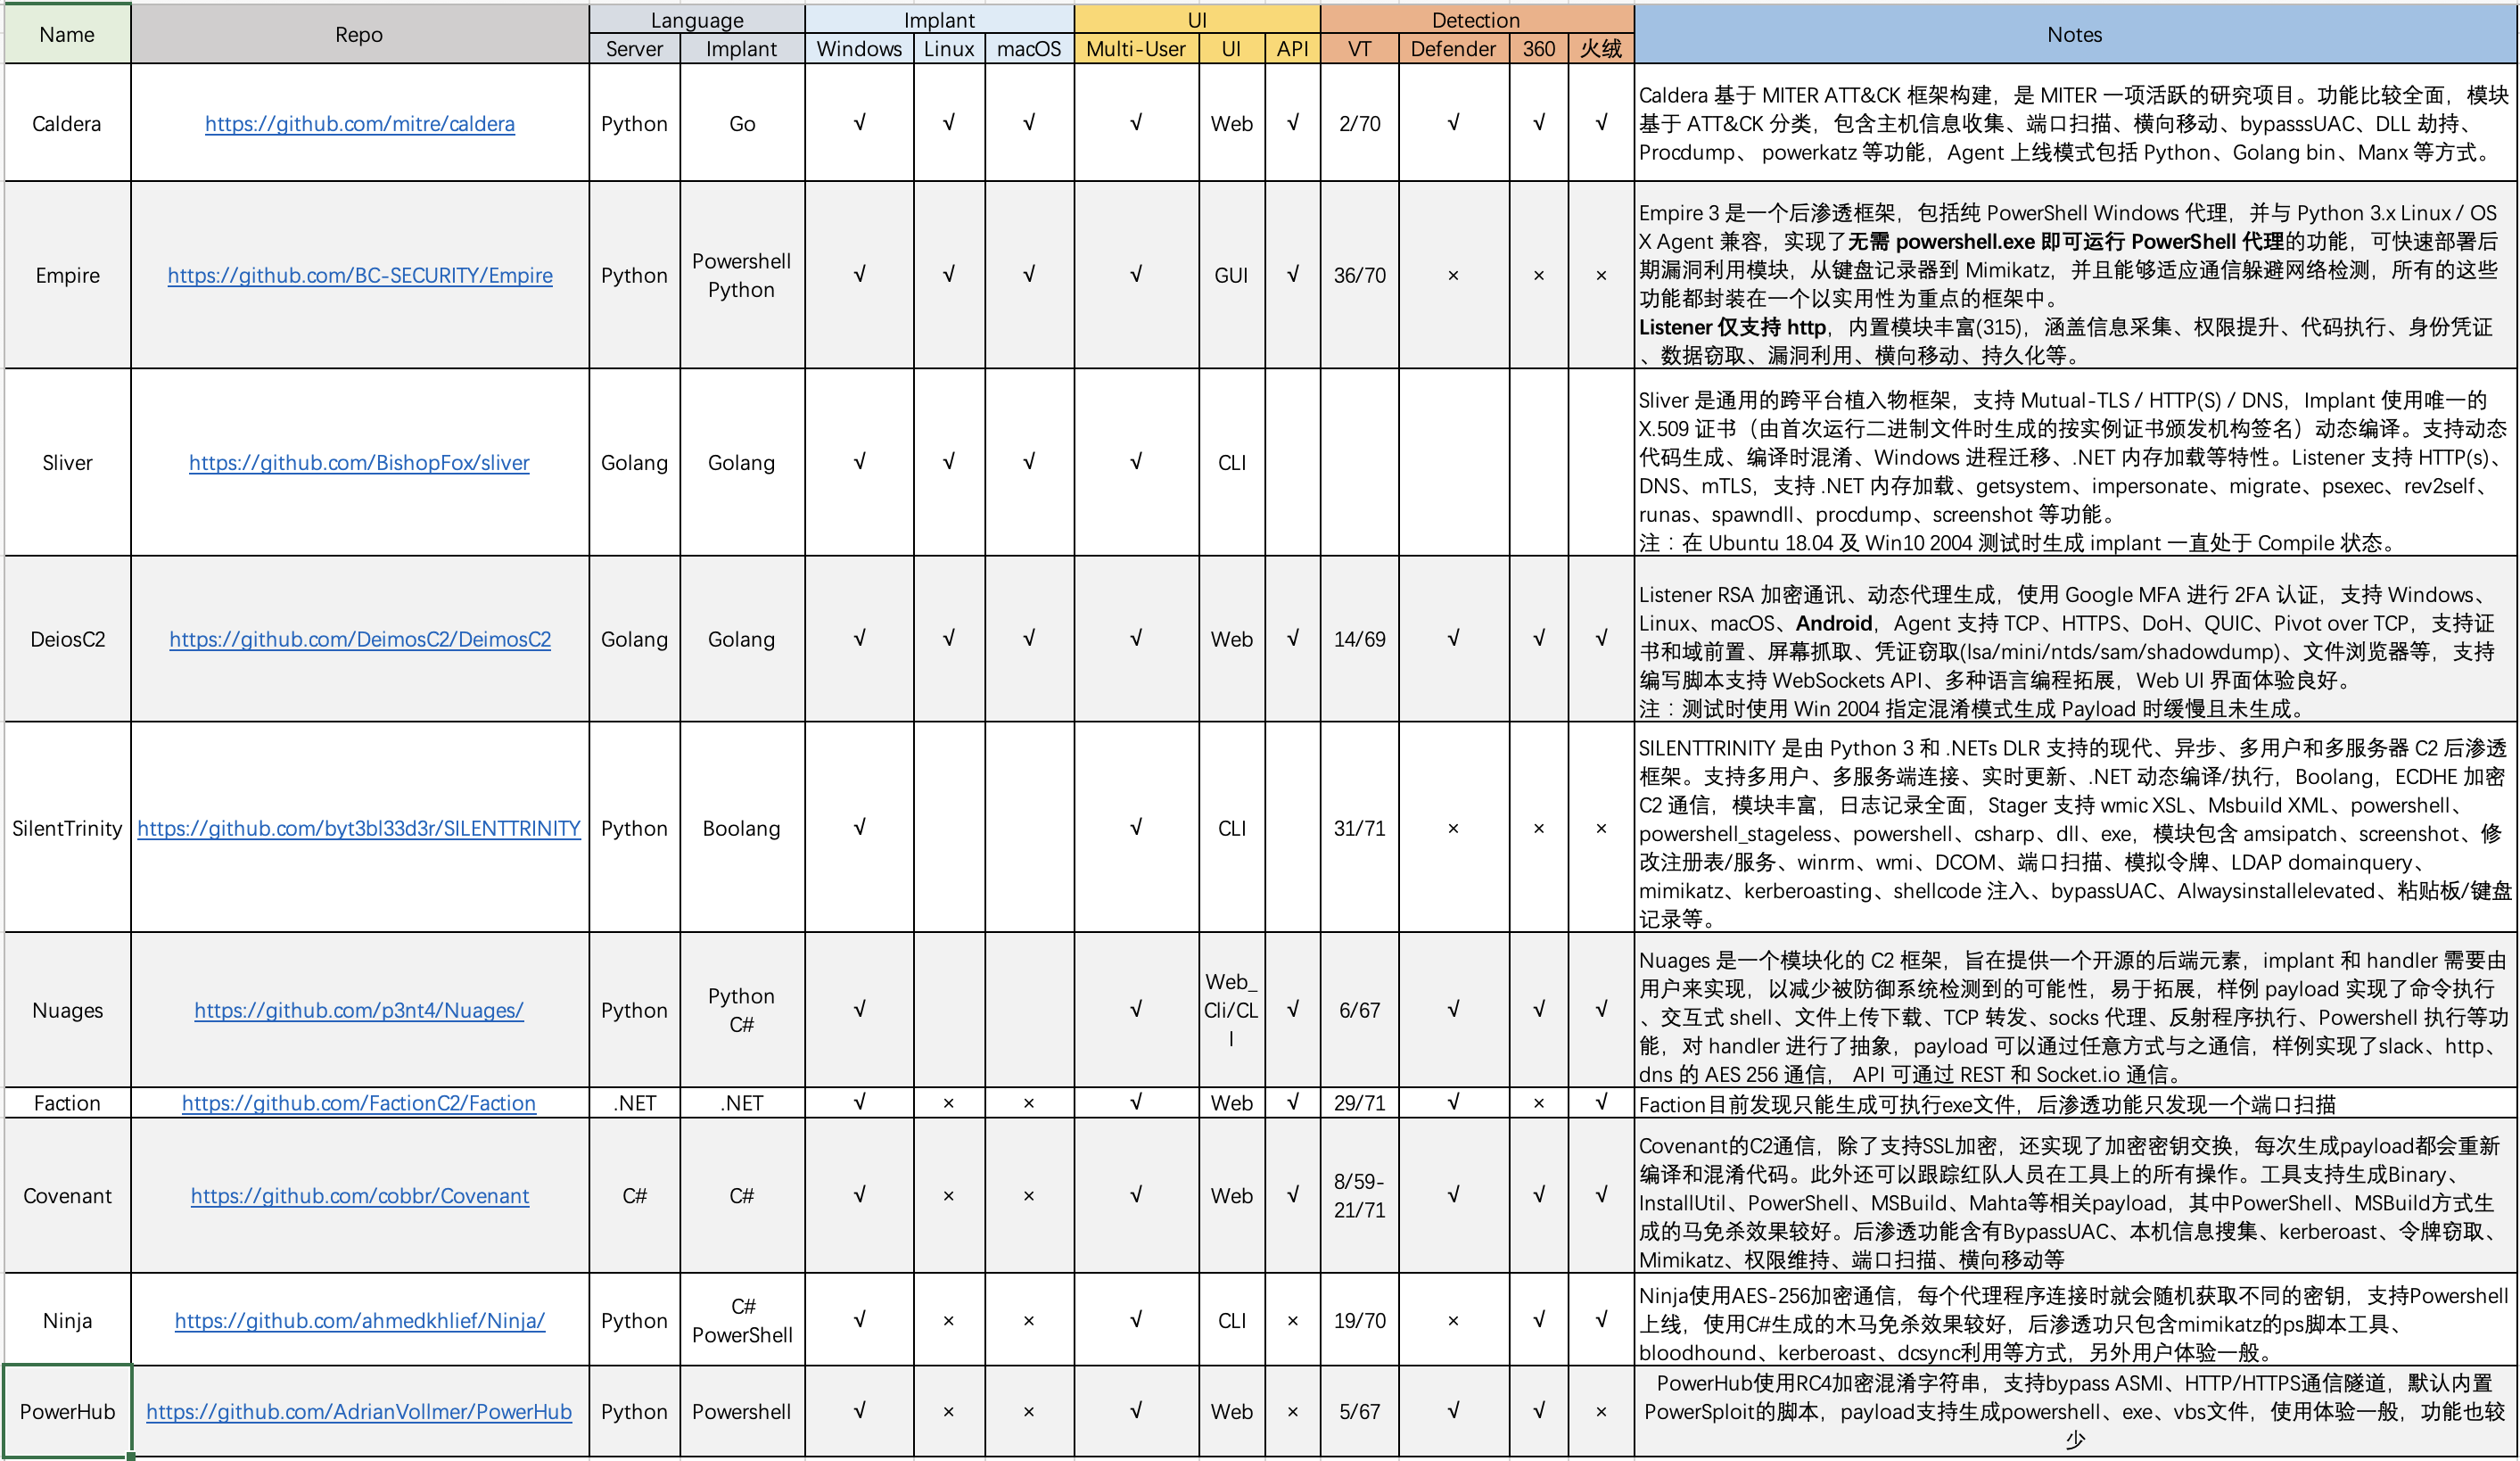 Name
Repo
Language
Implant
UI
Detection
Notes
Server
Implant
Windows
Linux
macOS
Multi-User
UI
API
VT
Defender
360
火绒
Caldera
https://github.com/mitre/caldera
Python
Go
√
√
√
√
Web
√
2/70
√
√
√
Caldera 基于 MITER ATT&CK 框架构建，是 MITER 一项活跃的研究项目。功能比较全面，模块
基于 ATT&CK 分类，包含主机信息收集、端口扫描、横向移动、bypasssUAC、DLL 劫持、
Procdump、 powerkatz 等功能，Agent 上线模式包括 Python、Golang bin、Manx 等方式。
Empire
https://github.com/BC-SECURITY/Empire
Python
Powershell
Python
√
√
√
√
GUI
√
36/70
×
×
×
Empire 3 是一个后渗透框架，包括纯 PowerShell Windows 代理，并与 Python 3.x Linux / OS
X Agent 兼容，实现了无需 powershell.exe 即可运行 PowerShell 代理的功能，可快速部署后
期漏洞利用模块，从键盘记录器到 Mimikatz，并且能够适应通信躲避网络检测，所有的这些
功能都封装在一个以实用性为重点的框架中。
Listener 仅支持 http，内置模块丰富(315)，涵盖信息采集、权限提升、代码执行、身份凭证
、数据窃取、漏洞利用、横向移动、持久化等。
Sliver
https://github.com/BishopFox/sliver
Golang
Golang
√
√
√
√
CLI
Sliver 是通用的跨平台植入物框架，支持 Mutual-TLS / HTTP(S) / DNS，Implant 使用唯一的
X.509 证书（由首次运行二进制文件时生成的按实例证书颁发机构签名）动态编译。支持动态
代码生成、编译时混淆、Windows 进程迁移、.NET 内存加载等特性。Listener 支持 HTTP(s)、
DNS、mTLS，支持 .NET 内存加载、getsystem、impersonate、migrate、psexec、rev2self、
runas、spawndll、procdump、screenshot 等功能。
注：在 Ubuntu 18.04 及 Win10 2004 测试时生成 implant 一直处于 Compile 状态。
DeiosC2
https://github.com/DeimosC2/DeimosC2
Golang
Golang
√
√
√
√
Web
√
14/69
√
√
√
Listener RSA 加密通讯、动态代理生成，使用 Google MFA 进行 2FA 认证，支持 Windows、
Linux、macOS、Android，Agent 支持 TCP、HTTPS、DoH、QUIC、Pivot over TCP，支持证
书和域前置、屏幕抓取、凭证窃取(lsa/mini/ntds/sam/shadowdump)、文件浏览器等，支持
编写脚本支持 WebSockets API、多种语言编程拓展，Web UI 界面体验良好。
注：测试时使用 Win 2004 指定混淆模式生成 Payload 时缓慢且未生成。
SilentTrinity
https://github.com/byt3bl33d3r/SILENTTRINITY
Python
Boolang
√
√
CLI
31/71
×
×
×
SILENTTRINITY 是由 Python 3 和 .NETs DLR 支持的现代、异步、多用户和多服务器 C2 后渗透
框架。支持多用户、多服务端连接、实时更新、.NET 动态编译/执行，Boolang，ECDHE 加密
C2 通信，模块丰富，日志记录全面，Stager 支持 wmic XSL、Msbuild XML、powershell、
powershell_stageless、powershell、csharp、dll、exe，模块包含 amsipatch、screenshot、修
改注册表/服务、winrm、wmi、DCOM、端口扫描、模拟令牌、LDAP domainquery、
mimikatz、kerberoasting、shellcode 注入、bypassUAC、Alwaysinstallelevated、粘贴板/键盘
记录等。
Nuages
https://github.com/p3nt4/Nuages/
Python
Python
C#
√
√
Web_
Cli/CL
I
√
6/67
√
√
√
Nuages 是一个模块化的 C2 框架，旨在提供一个开源的后端元素，implant 和 handler 需要由
用户来实现，以减少被防御系统检测到的可能性，易于拓展，样例 payload 实现了命令执行
、交互式 shell、文件上传下载、TCP 转发、socks 代理、反射程序执行、Powershell 执行等功
能，对 handler 进行了抽象，payload 可以通过任意方式与之通信，样例实现了slack、http、
dns 的 AES 256 通信， API 可通过 REST 和 Socket.io 通信。
Faction
https://github.com/FactionC2/Faction
.NET
.NET
√
×
×
√
Web
√
29/71
√
×
√
Faction目前发现只能生成可执行exe文件，后渗透功能只发现一个端口扫描
Covenant
https://github.com/cobbr/Covenant
C#
C#
√
×
×
√
Web
√
8/59-
21/71
√
√
√
Covenant的C2通信，除了支持SSL加密，还实现了加密密钥交换，每次生成payload都会重新
编译和混淆代码。此外还可以跟踪红队人员在工具上的所有操作。工具支持生成Binary、
InstallUtil、PowerShell、MSBuild、Mahta等相关payload，其中PowerShell、MSBuild方式生
成的马免杀效果较好。后渗透功能含有BypassUAC、本机信息搜集、kerberoast、令牌窃取、
Mimikatz、权限维持、端口扫描、横向移动等
Ninja
https://github.com/ahmedkhlief/Ninja/
Python
C#
PowerShell
√
×
×
√
CLI
×
19/70
×
√
√
Ninja使用AES-256加密通信，每个代理程序连接时就会随机获取不同的密钥，支持Powershell
上线，使用C#生成的木马免杀效果较好，后渗透功只包含mimikatz的ps脚本工具、
bloodhound、kerberoast、dcsync利用等方式，另外用户体验一般。
PowerHub
https://github.com/AdrianVollmer/PowerHub
Python
Powershell
√
×
×
√
Web
×
5/67
√
√
×
PowerHub使用RC4加密混淆字符串，支持bypass ASMI、HTTP/HTTPS通信隧道，默认内置
PowerSploit的脚本，payload支持生成powershell、exe、vbs文件，使用体验一般，功能也较
少